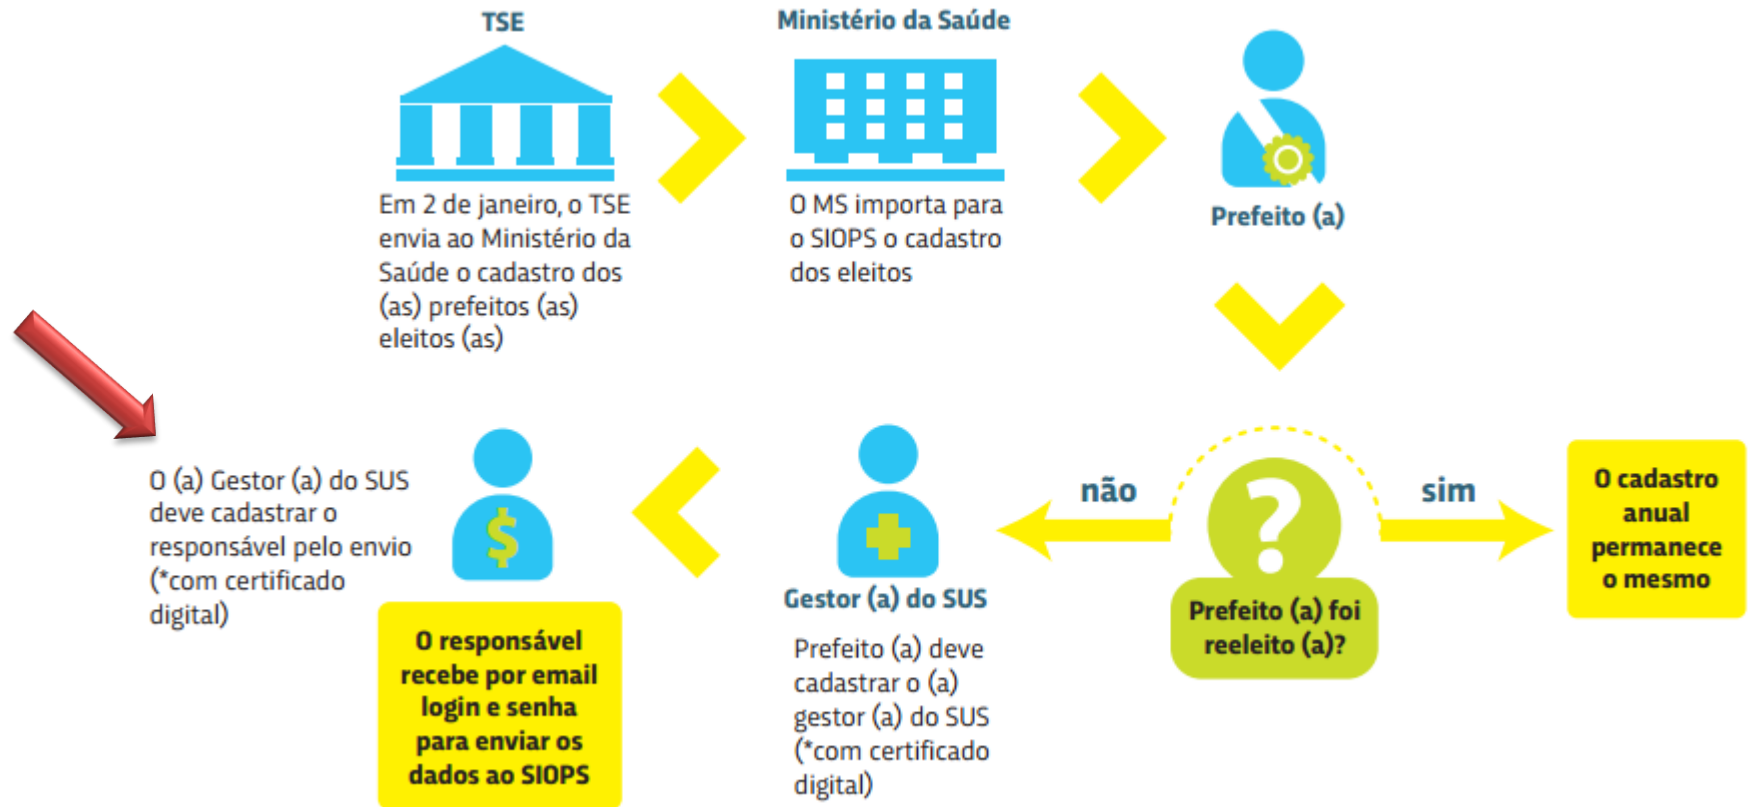 TSE
Em 2 de janeiro, o TSE
envia ao Ministério da
Saúde o cadastro dos
(as) prefeitos (as)
eleitos (as)
Ministério da Saúde
O MS importa para
o SIOPS o cadastro
dos eleitos
Prefeito (a)
?
Prefeito (a) foi
reeleito (a)?
sim
O cadastro
anual
permanece
o mesmo
não
Gestor (a) do SUS
Prefeito (a) deve
cadastrar o (a)
gestor (a) do SUS
(*com certificado
digital)
$
O (a) Gestor (a) do SUS
deve cadastrar o
responsável pelo envio
(*com certificado
digital)
O responsável
recebe por email
login e senha
para enviar os
dados ao SIOPS